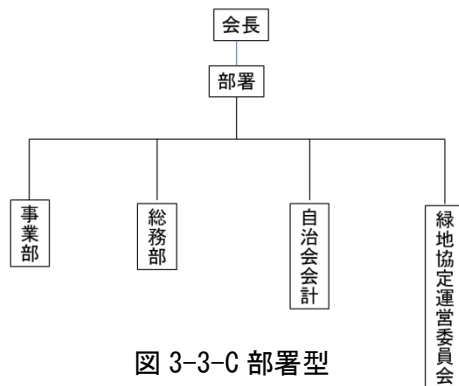 会長
部署
事業部
総務部
自治会会計
緑地協定運営委員会
図 3-3-C 部署型